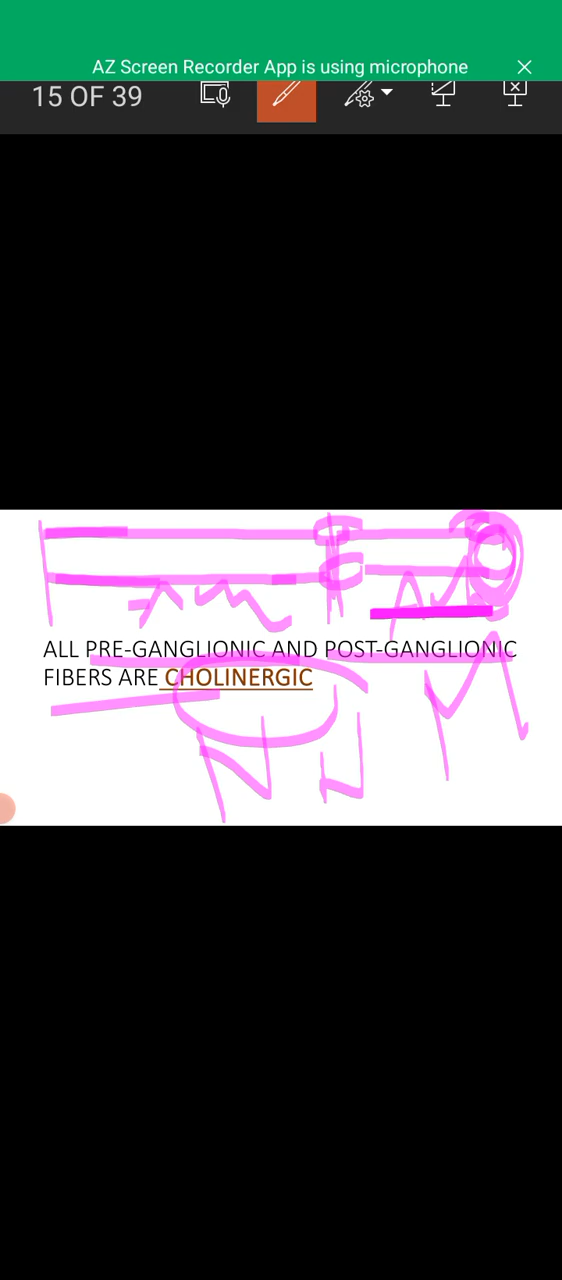 AZ Screen Recorder App is using microphone
15 OF 39
ALL PRE-GANGLIONIC AND POST-GANGLIONIC
FIBERS ARE CHOLINERGIC